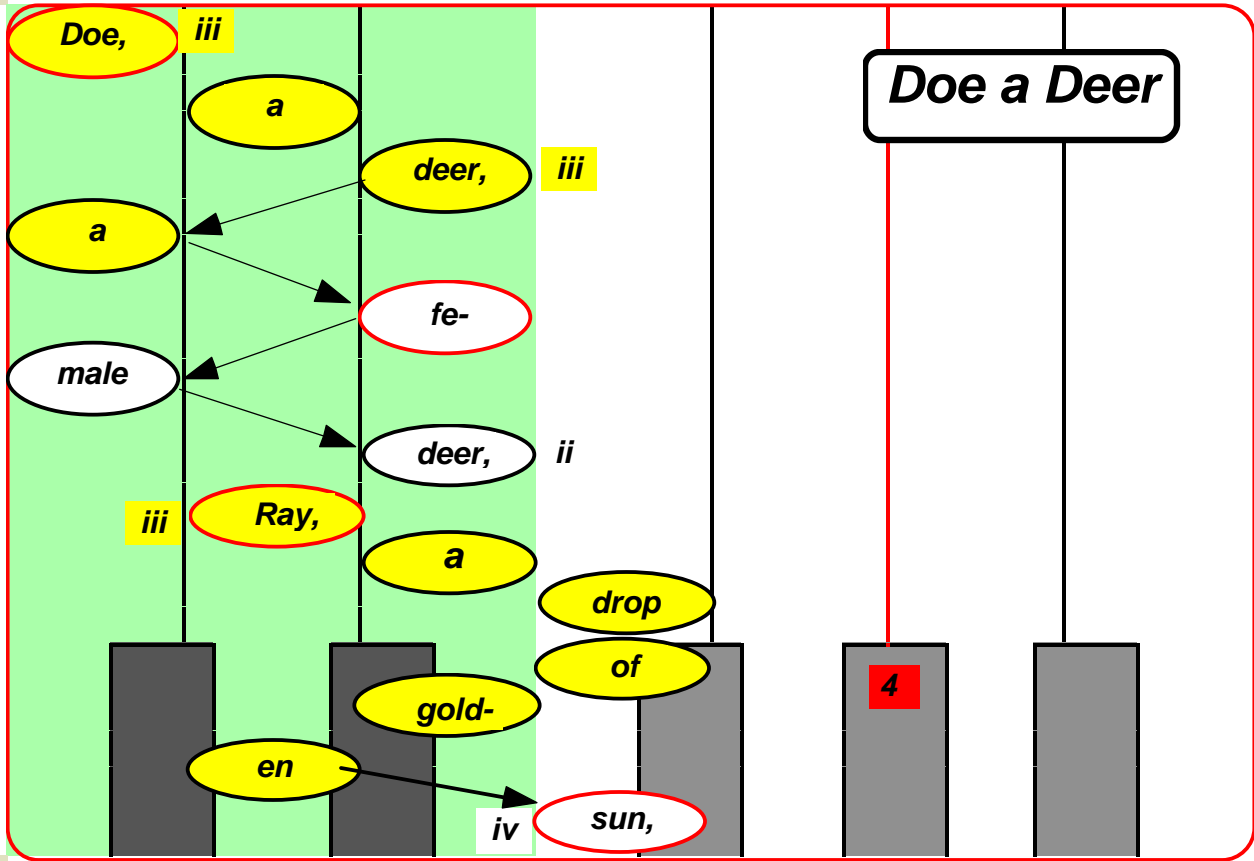 Doe, iii
Doe a Deer
a
deer, iii
a
fe-
male
deer, ii
iii Ray,
a
drop
of
4
gold-
en
iv sun,